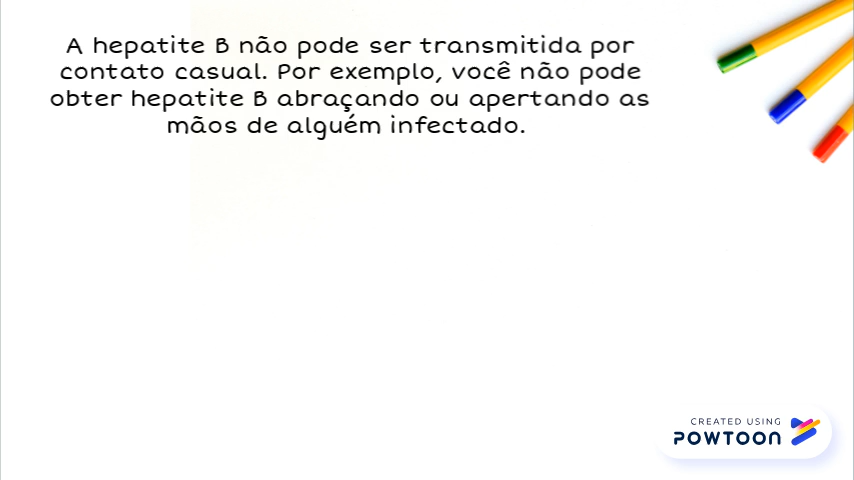 A hepatite B não pode ser transmitida por
contato casual. Por exemplo, você não pode
obter hepatite B abraçando ou apertando as
mãos de alguém infectado.
CREATED USING
POWTOON